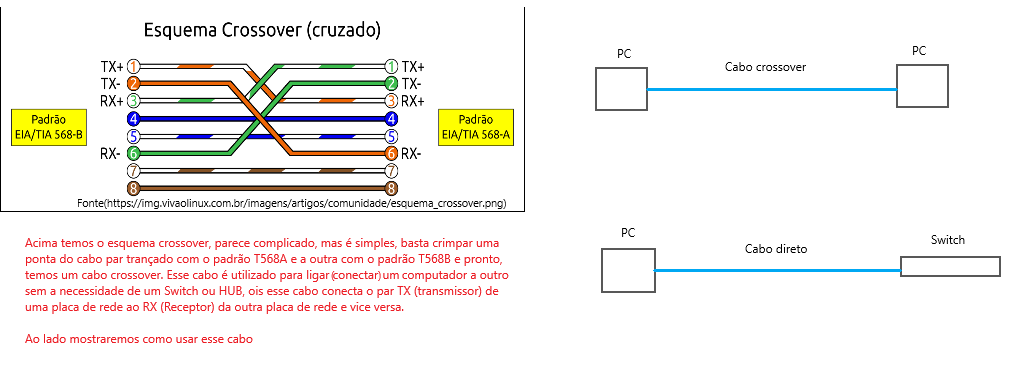 Esquema Crossover (cruzado)
TX+ 1 1 TX+
TX- 2 2 TX-
RX+ 3 3 RX+
4 4
5 5
RX- 6 6 RX-
7 7
8 8
Padrão
EIA/TIA 568-B
Padrão
EIA/TIA 568-A
Fonte(https://img.vivaolinux.com.br/imagens/artigos/comunidade/esquema_crossover.png)
Acima temos o esquema crossover, parece complicado, mas é simples, basta crimpar uma
ponta do cabo par trançado com o padrão T568A e a outra com o padrão T568B e pronto,
temos um cabo crossover. Esse cabo é utilizado para ligar (conectar) um computador a outro
sem a necessidade de um Switch ou HUB, ois esse cabo conecta o par TX (transmissor) de
uma placa de rede ao RX (Receptor) da outra placa de rede e vice versa.
Ao lado mostraremos como usar esse cabo
PC
Cabo crossover
PC
PC
Cabo direto
Switch